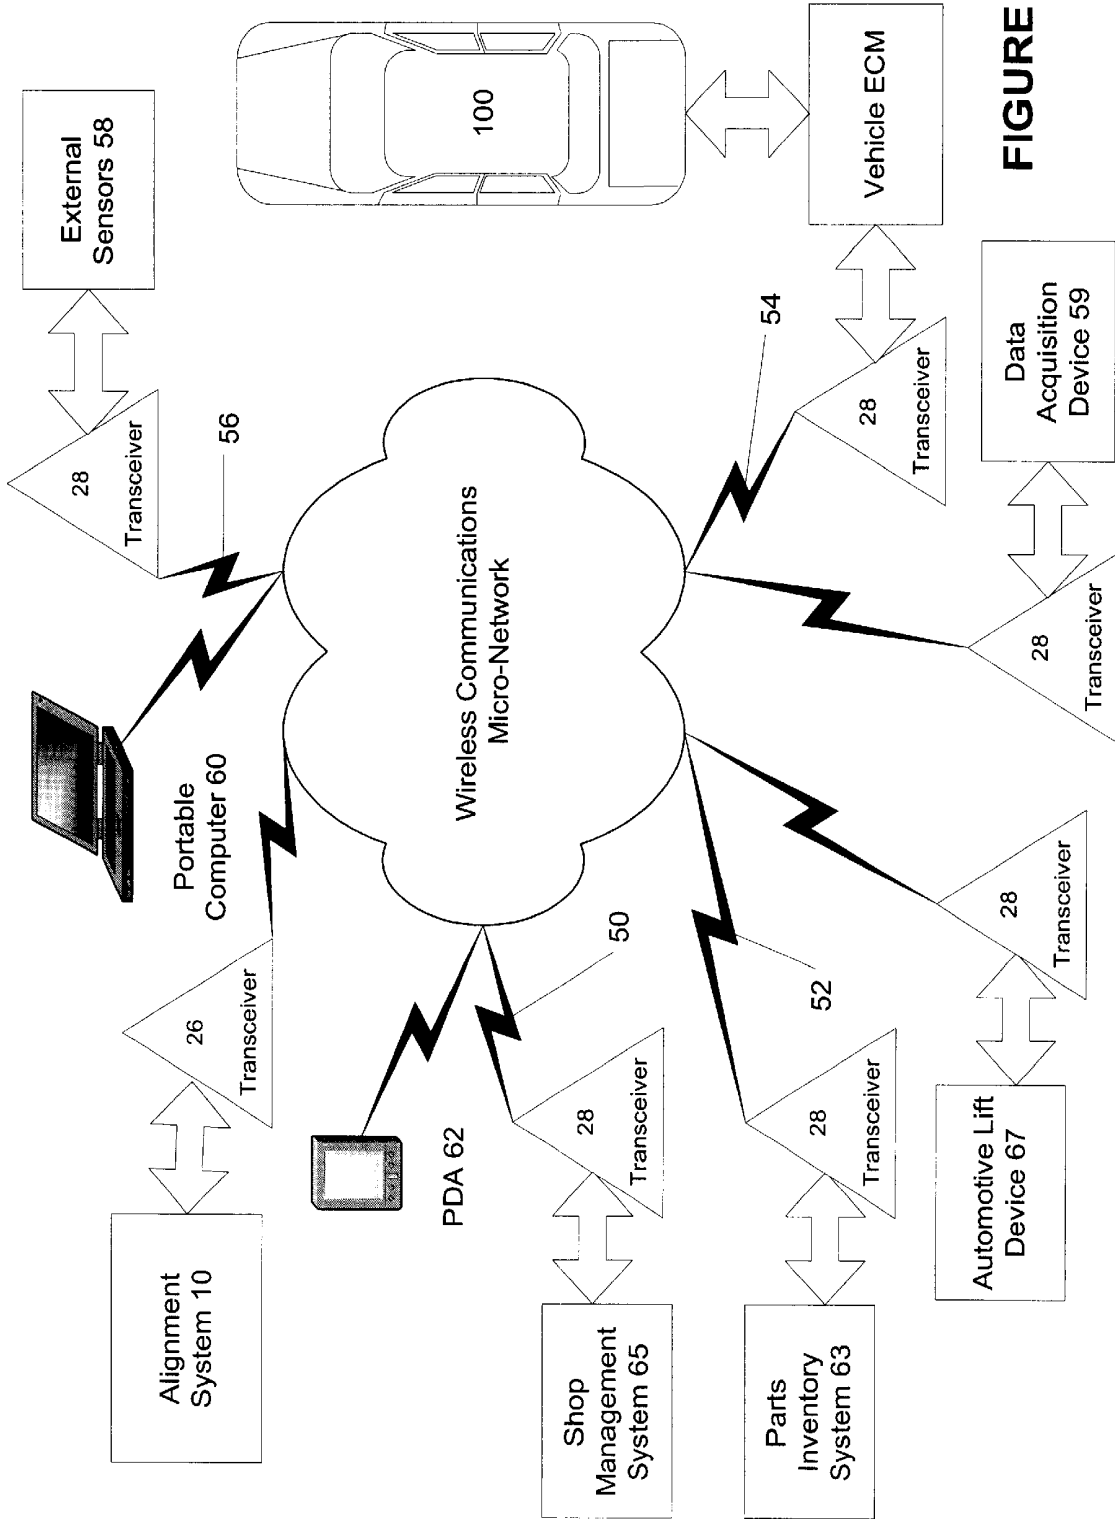 Alignment
System 10
26
Transceiver
Portable
Computer 60
28
Transceiver
External
Sensors 58
56
PDA 62
50
Wireless Communications
Micro-Network
100
Shop
Management
System 65
28
Transceiver
52
54
Parts
Inventory
System 63
28
Transceiver
28
Transceiver
Vehicle ECM
Automotive Lift
Device 67
28
Transceiver
28
Transceiver
Data
Acquisition
Device 59
FIGURE